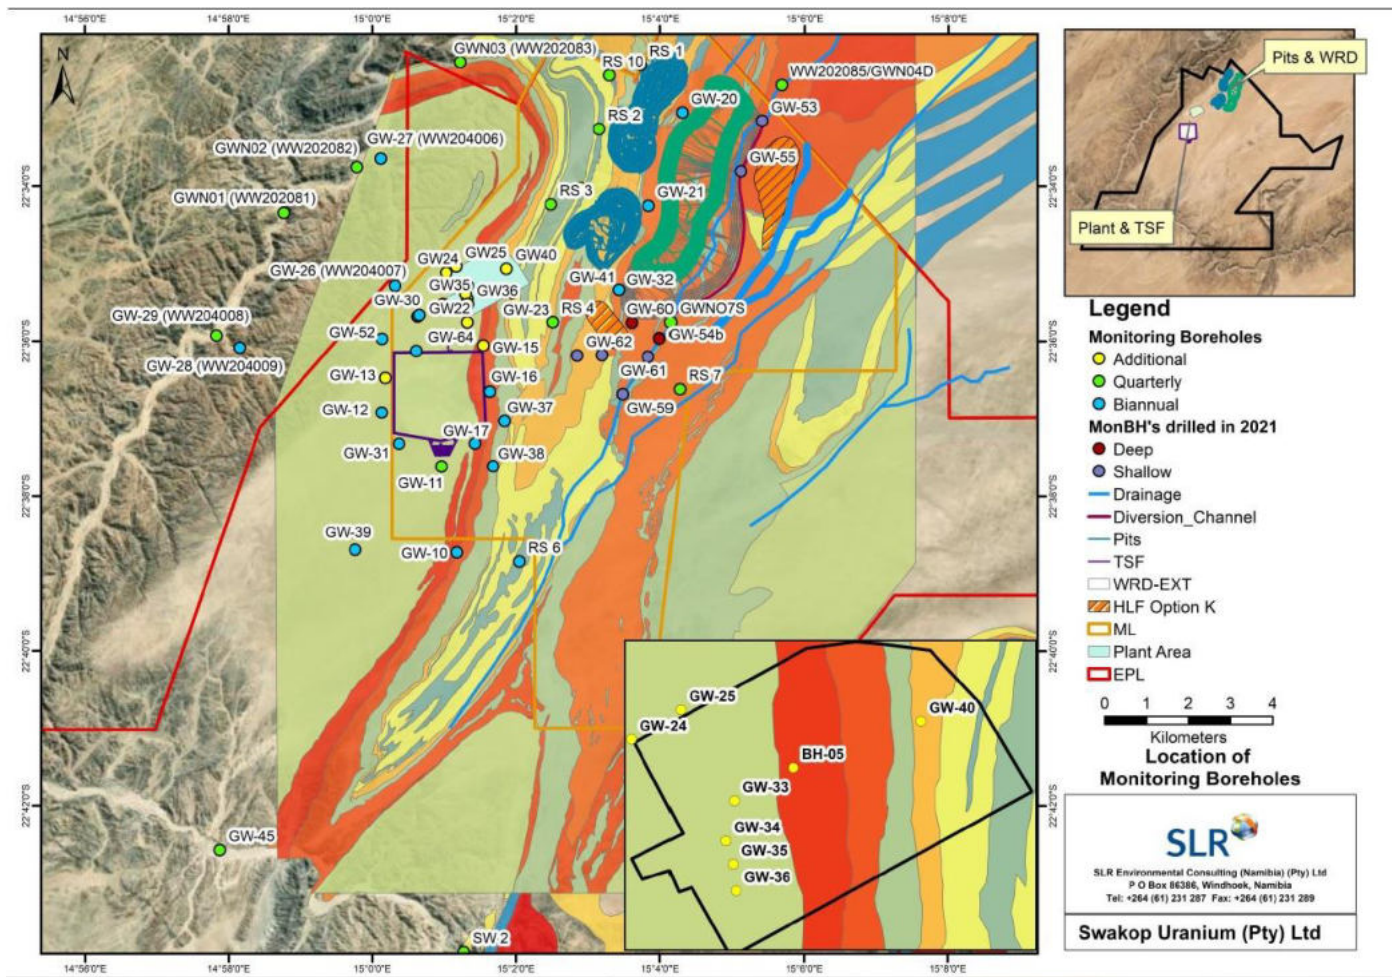 14°56'0"E
14°58'0"E
15°0'0"E
15°2'0"E
15°4'0"E
15°6'0"E
15°8'0"E
N
GWN03 (WW202083)
RS 1
RS 10
WW202085/GWN04D
GW-20
GW-53
GW-27 (WW204006)
RS 2
GWN02 (WW202082)
GW-55
22°34'0"S
22°34'0"S
GWN01 (WW202081)
RS 3
GW-21
GW25
GW24
GW40
GW-26 (WW204007)
GW-41
GW-32
GW35
GW36
GW-30
GW22
GW-23
RS 4
GW-60
GWNO7S
GW-29 (WW204008)
GW-52
GW-64
GW-54b
22°36'0"S
22°36'0"S
GW-15
GW-62
GW-28 (WW204009)
GW-61
GW-13
GW-16
RS 7
GW-12
GW-37
GW-59
GW-17
GW-31
GW-38
GW-11
22°38'0"S
22°38'0"S
GW-39
GW-10
RS 6
22°40'0"S
22°40'0"S
GW-25
GW-24
GW-40
BH-05
GW-33
GW-34
GW-35
GW-36
22°42'0"S
22°42'0"S
GW-45
SW 2
14°56'0"E
14°58'0"E
15°0'0"E
15°2'0"E
15°4'0"E
15°6'0"E
15°8'0"E
Pits & WRD
Plant & TSF
Legend
Monitoring Boreholes
Additional
Quarterly
Biannual
MonBH's drilled in 2021
Deep
Shallow
Drainage
Diversion_Channel
Pits
TSF
WRD-EXT
HLF Option K
ML
Plant Area
EPL
0 1 2 3 4
Kilometers
Location of
Monitoring Boreholes
SLR
SLR Environmental Consulting (Namibia) (Pty) Ltd
P O Box 86386, Windhoek, Namibia
Tel: +264 (61) 231 287 Fax: +264 (61) 231 289
Swakop Uranium (Pty) Ltd